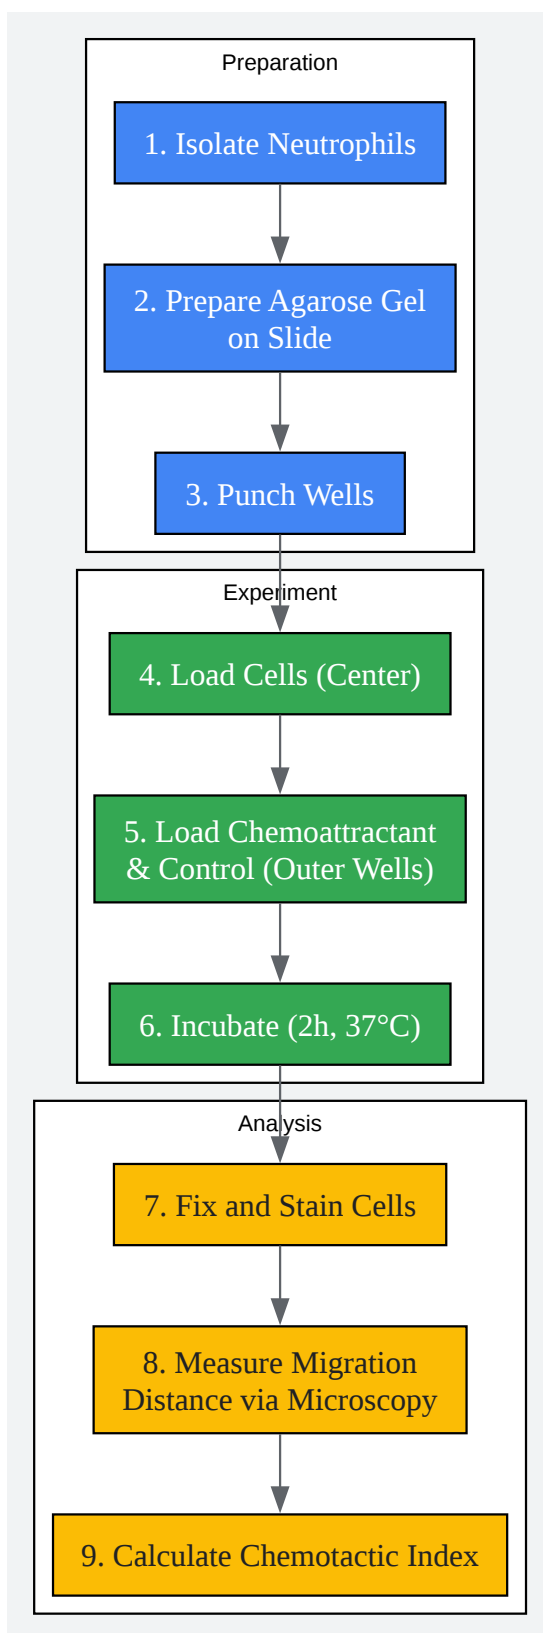 Preparation
1. Isolate Neutrophils
2. Prepare Agarose Gel
on Slide
3. Punch Wells
Experiment
4. Load Cells (Center)
5. Load Chemoattractant
& Control (Outer Wells)
6. Incubate (2h, 37°C)
Analysis
7. Fix and Stain Cells
8. Measure Migration
Distance via Microscopy
9. Calculate Chemotactic Index